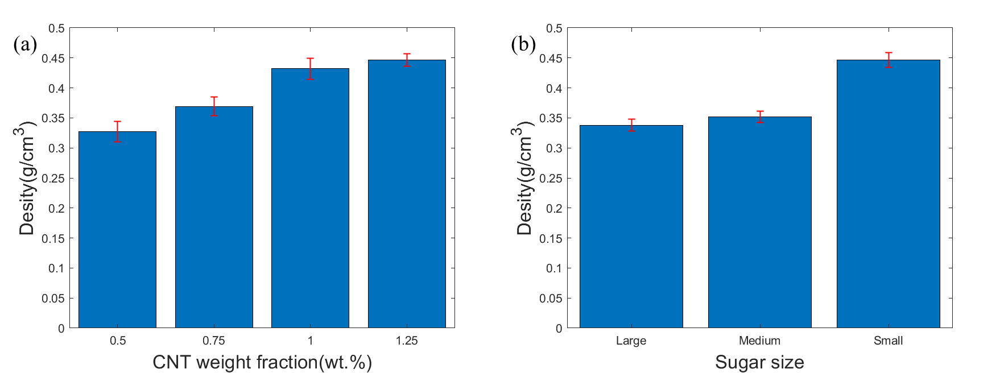 (a)
Desity(g/cm³)
0.5
0.45
0.4
0.35
0.3
0.25
0.2
0.15
0.1
0.05
0
0.5 0.75 1 1.25
CNT weight fraction(wt.%)
(b)
Desity(g/cm³)
0.5
0.45
0.4
0.35
0.3
0.25
0.2
0.15
0.1
0.05
0
Large Medium Small
Sugar size